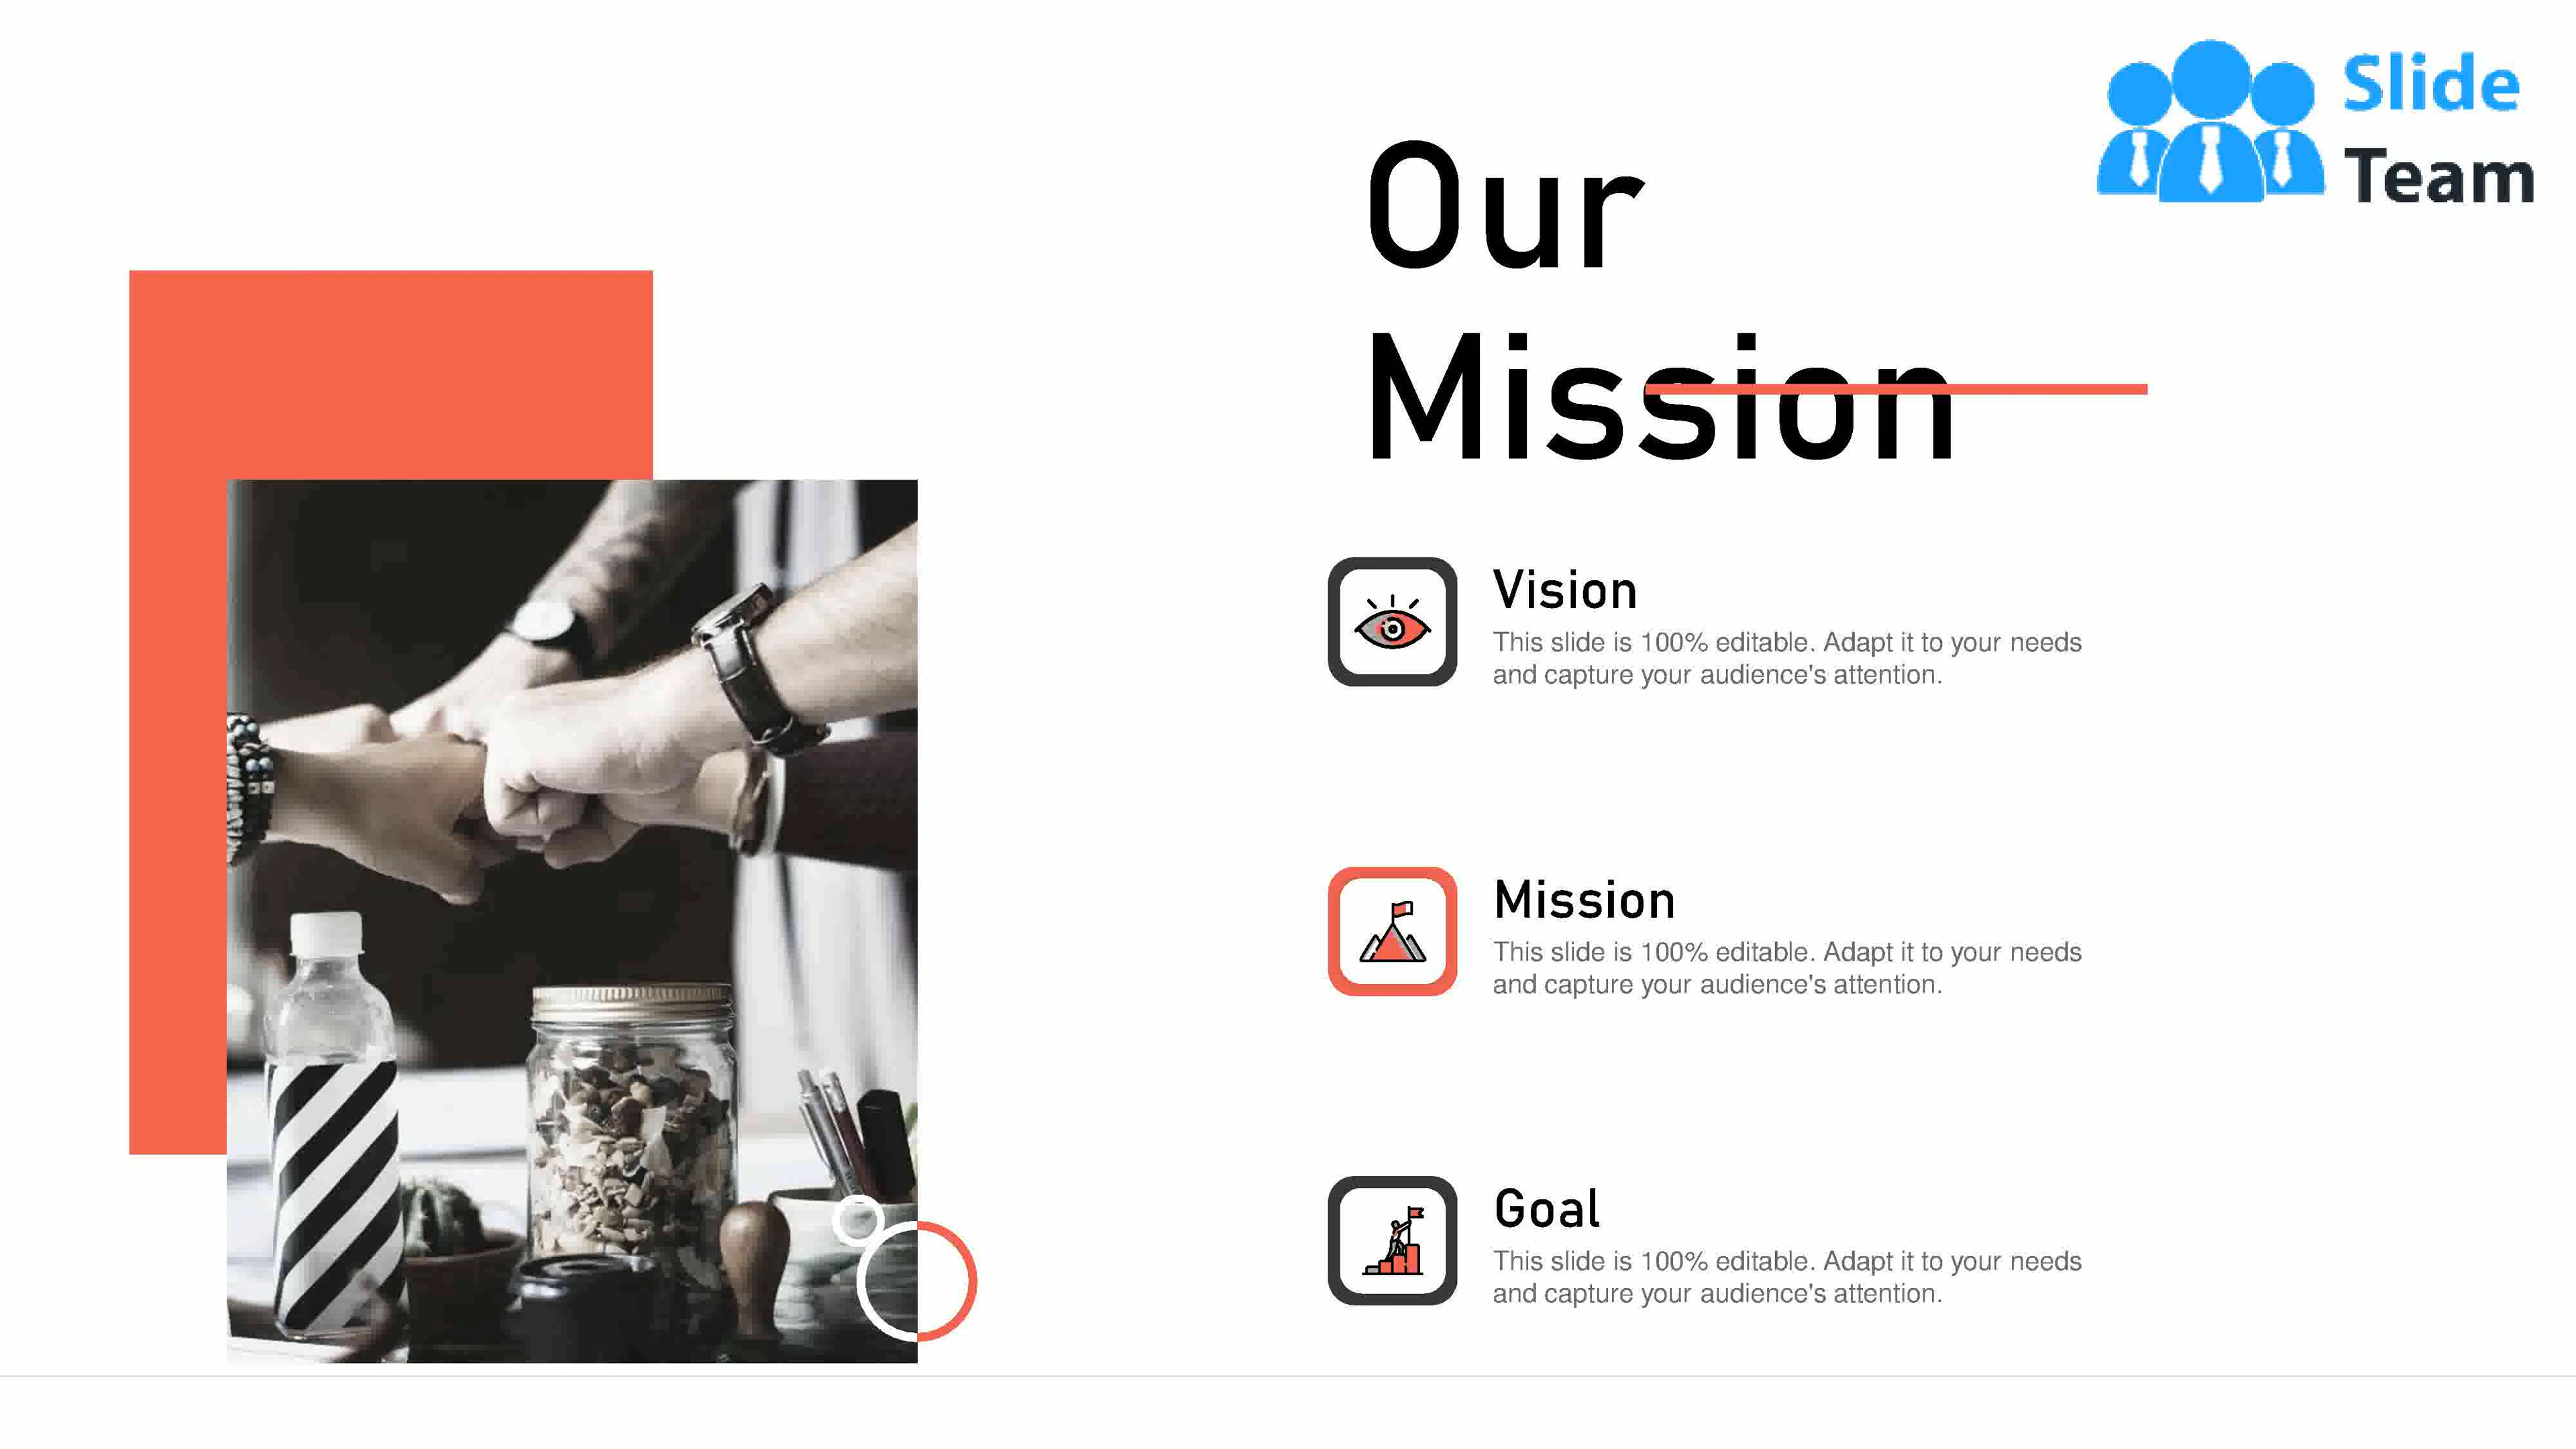 Slide
Team
Our
Mission
Vision
This slide is 100% editable. Adapt it to your needs
and capture your audience's attention.
Mission
This slide is 100% editable. Adapt it to your needs
and capture your audience's attention.
Goal
This slide is 100% editable. Adapt it to your needs
and capture your audience's attention.